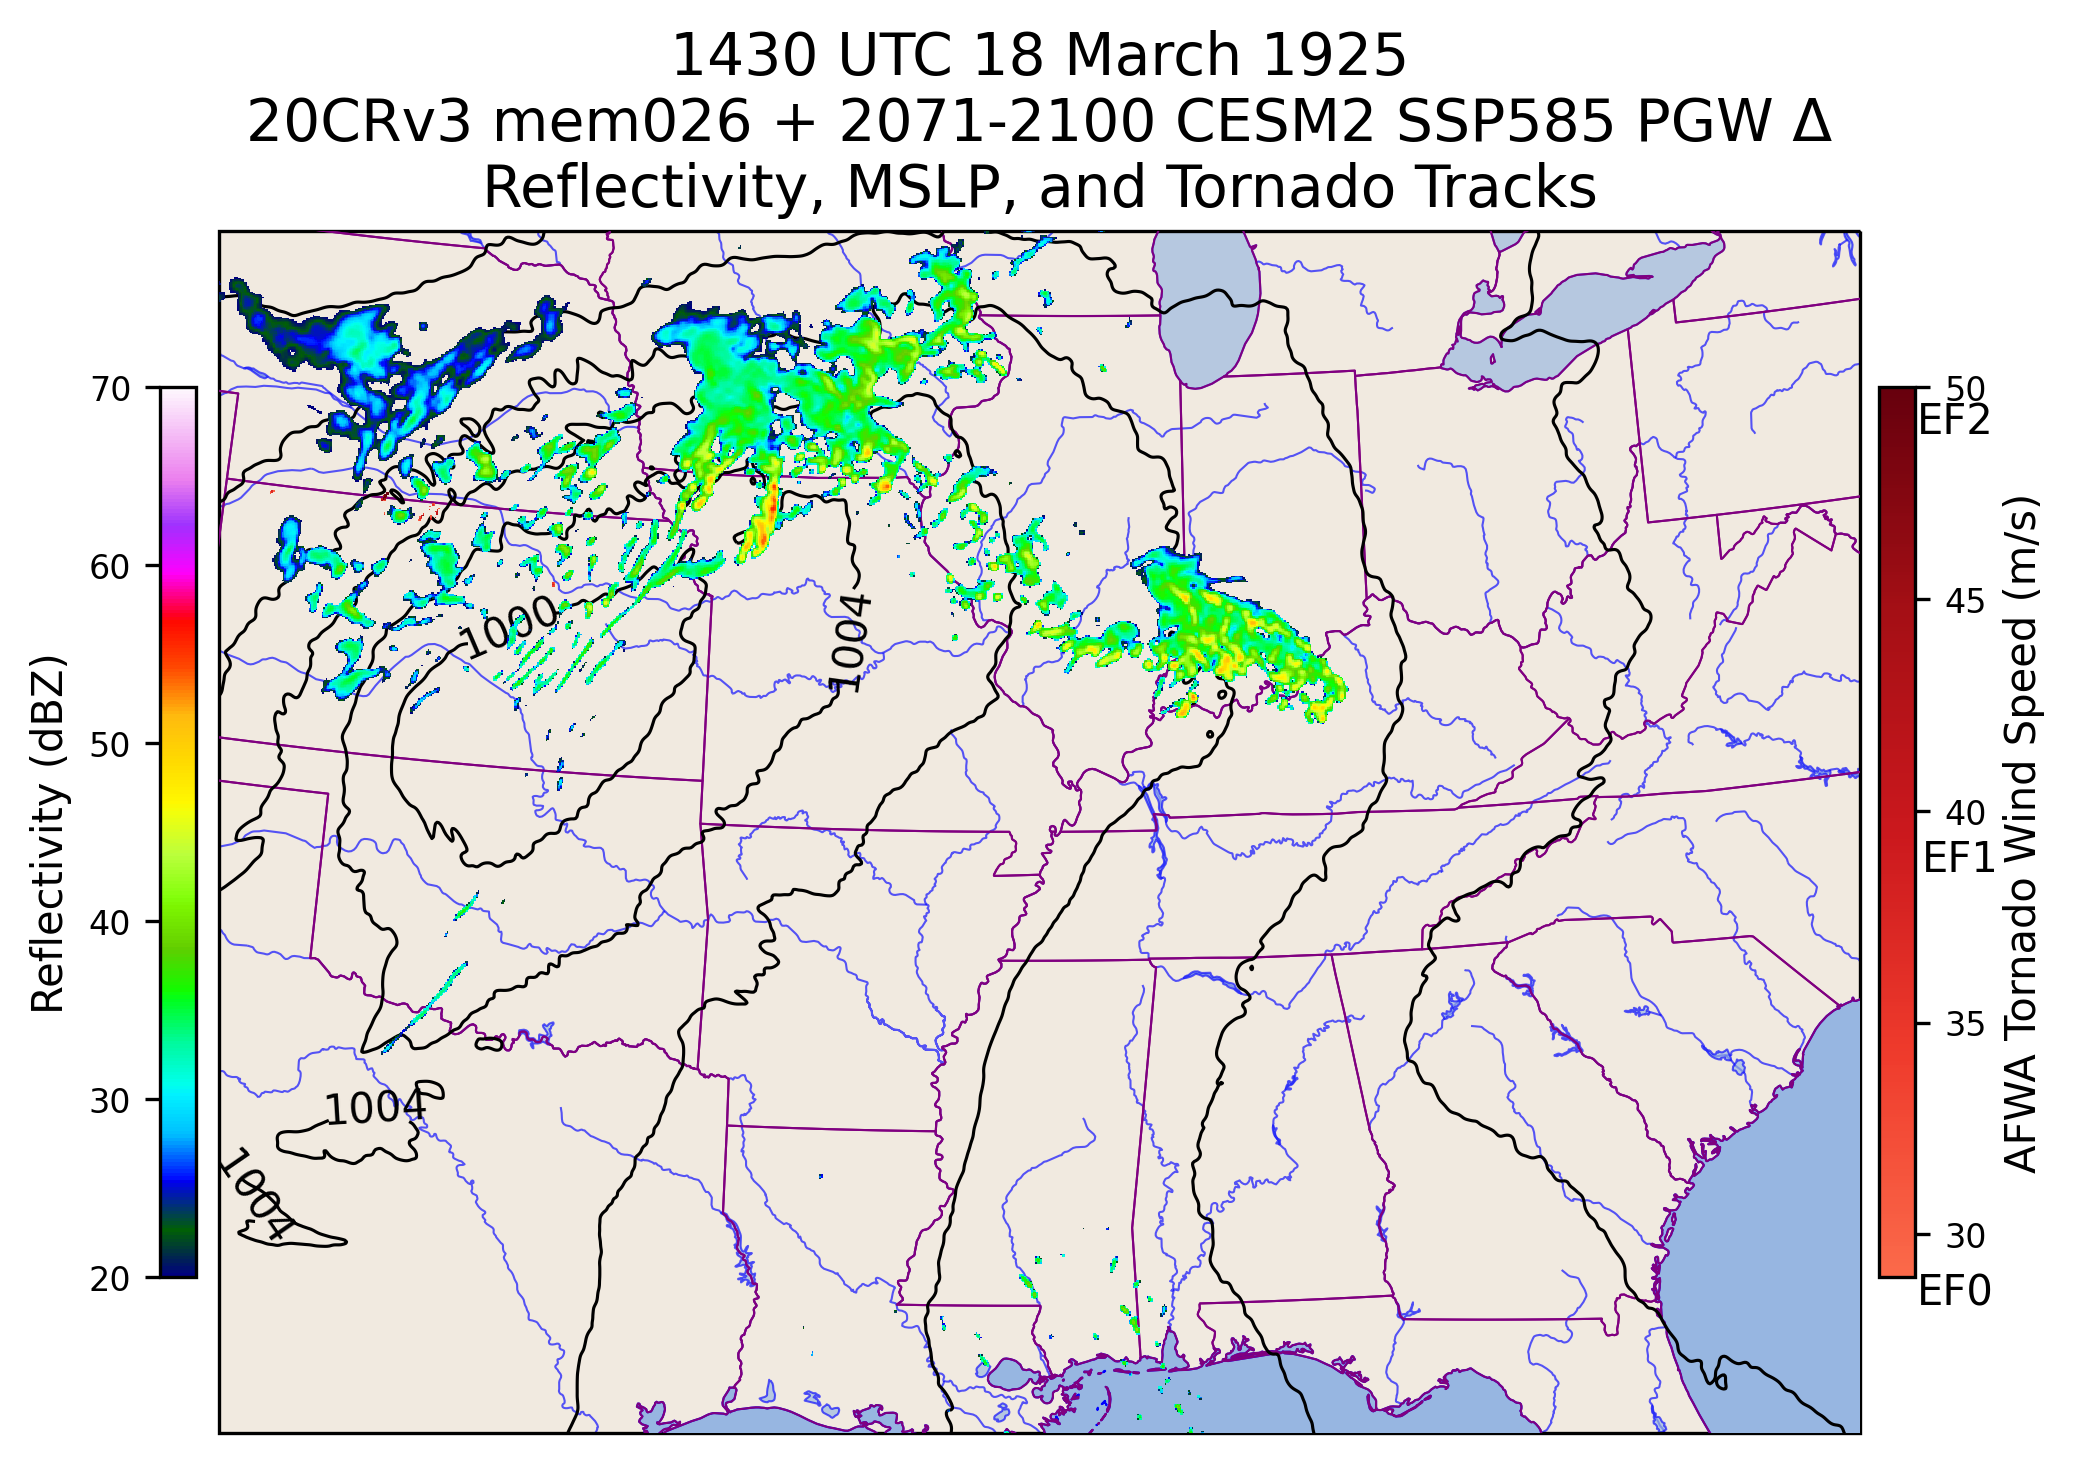 1430 UTC 18 March 1925
20CRv3 mem026 + 2071-2100 CESM2 SSP585 PGW Δ
Reflectivity, MSLP, and Tornado Tracks
70
60
50
40
30
20
Reflectivity (dBZ)
1000
1004
1004
1004
50
EF2
45
40
EF1
35
30
EF0
AFWA Tornado Wind Speed (m/s)